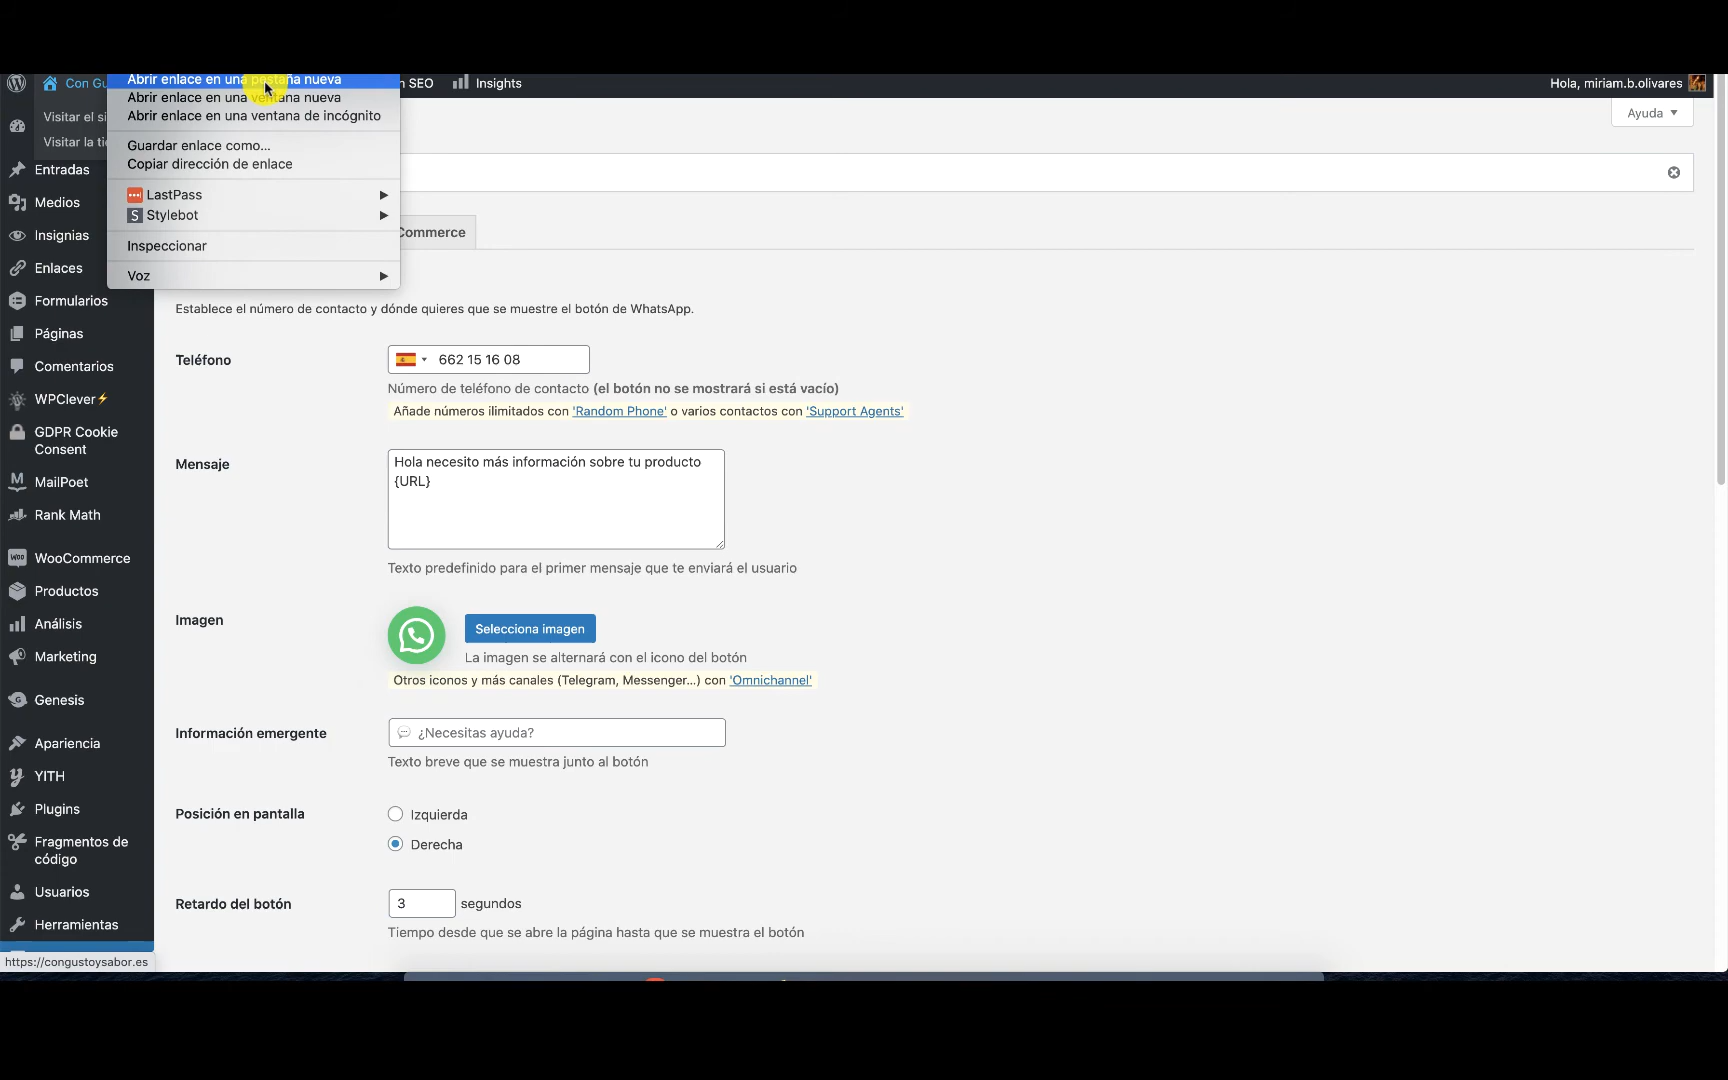 Con Gu
Abrir enlace en una pestaña nueva
n SEO
Insights
Hola, miriam.b.olivares
Abrir enlace en una ventana nueva
Abrir enlace en una ventana de incógnito
Visitar el si
Visitar la ti
Ayuda
Guardar enlace como...
Copiar dirección de enlace
LastPass
S Stylebot
Inspeccionar
Voz
Commerce
Entradas
Medios
Insignias
Enlaces
Formularios
Páginas
Comentarios
WPClever⚡
GDPR Cookie
Consent
MailPoet
Rank Math
WooCommerce
Productos
Análisis
Marketing
Genesis
Apariencia
YITH
Plugins
Fragmentos de
código
Usuarios
Herramientas
https://congustoysabor.es
Establece el número de contacto y dónde quieres que se muestre el botón de WhatsApp.
Teléfono
662 15 16 08
Número de teléfono de contacto (el botón no se mostrará si está vacío)
Añade números ilimitados con 'Random Phone' o varios contactos con 'Support Agents'
Mensaje
Hola necesito más información sobre tu producto
{URL}
Texto predefinido para el primer mensaje que te enviará el usuario
Imagen
Selecciona imagen
La imagen se alternará con el icono del botón
Otros iconos y más canales (Telegram, Messenger...) con 'Omnichannel'
Información emergente
¿Necesitas ayuda?
Texto breve que se muestra junto al botón
Posición en pantalla
Izquierda
Derecha
Retardo del botón
3 segundos
Tiempo desde que se abre la página hasta que se muestra el botón